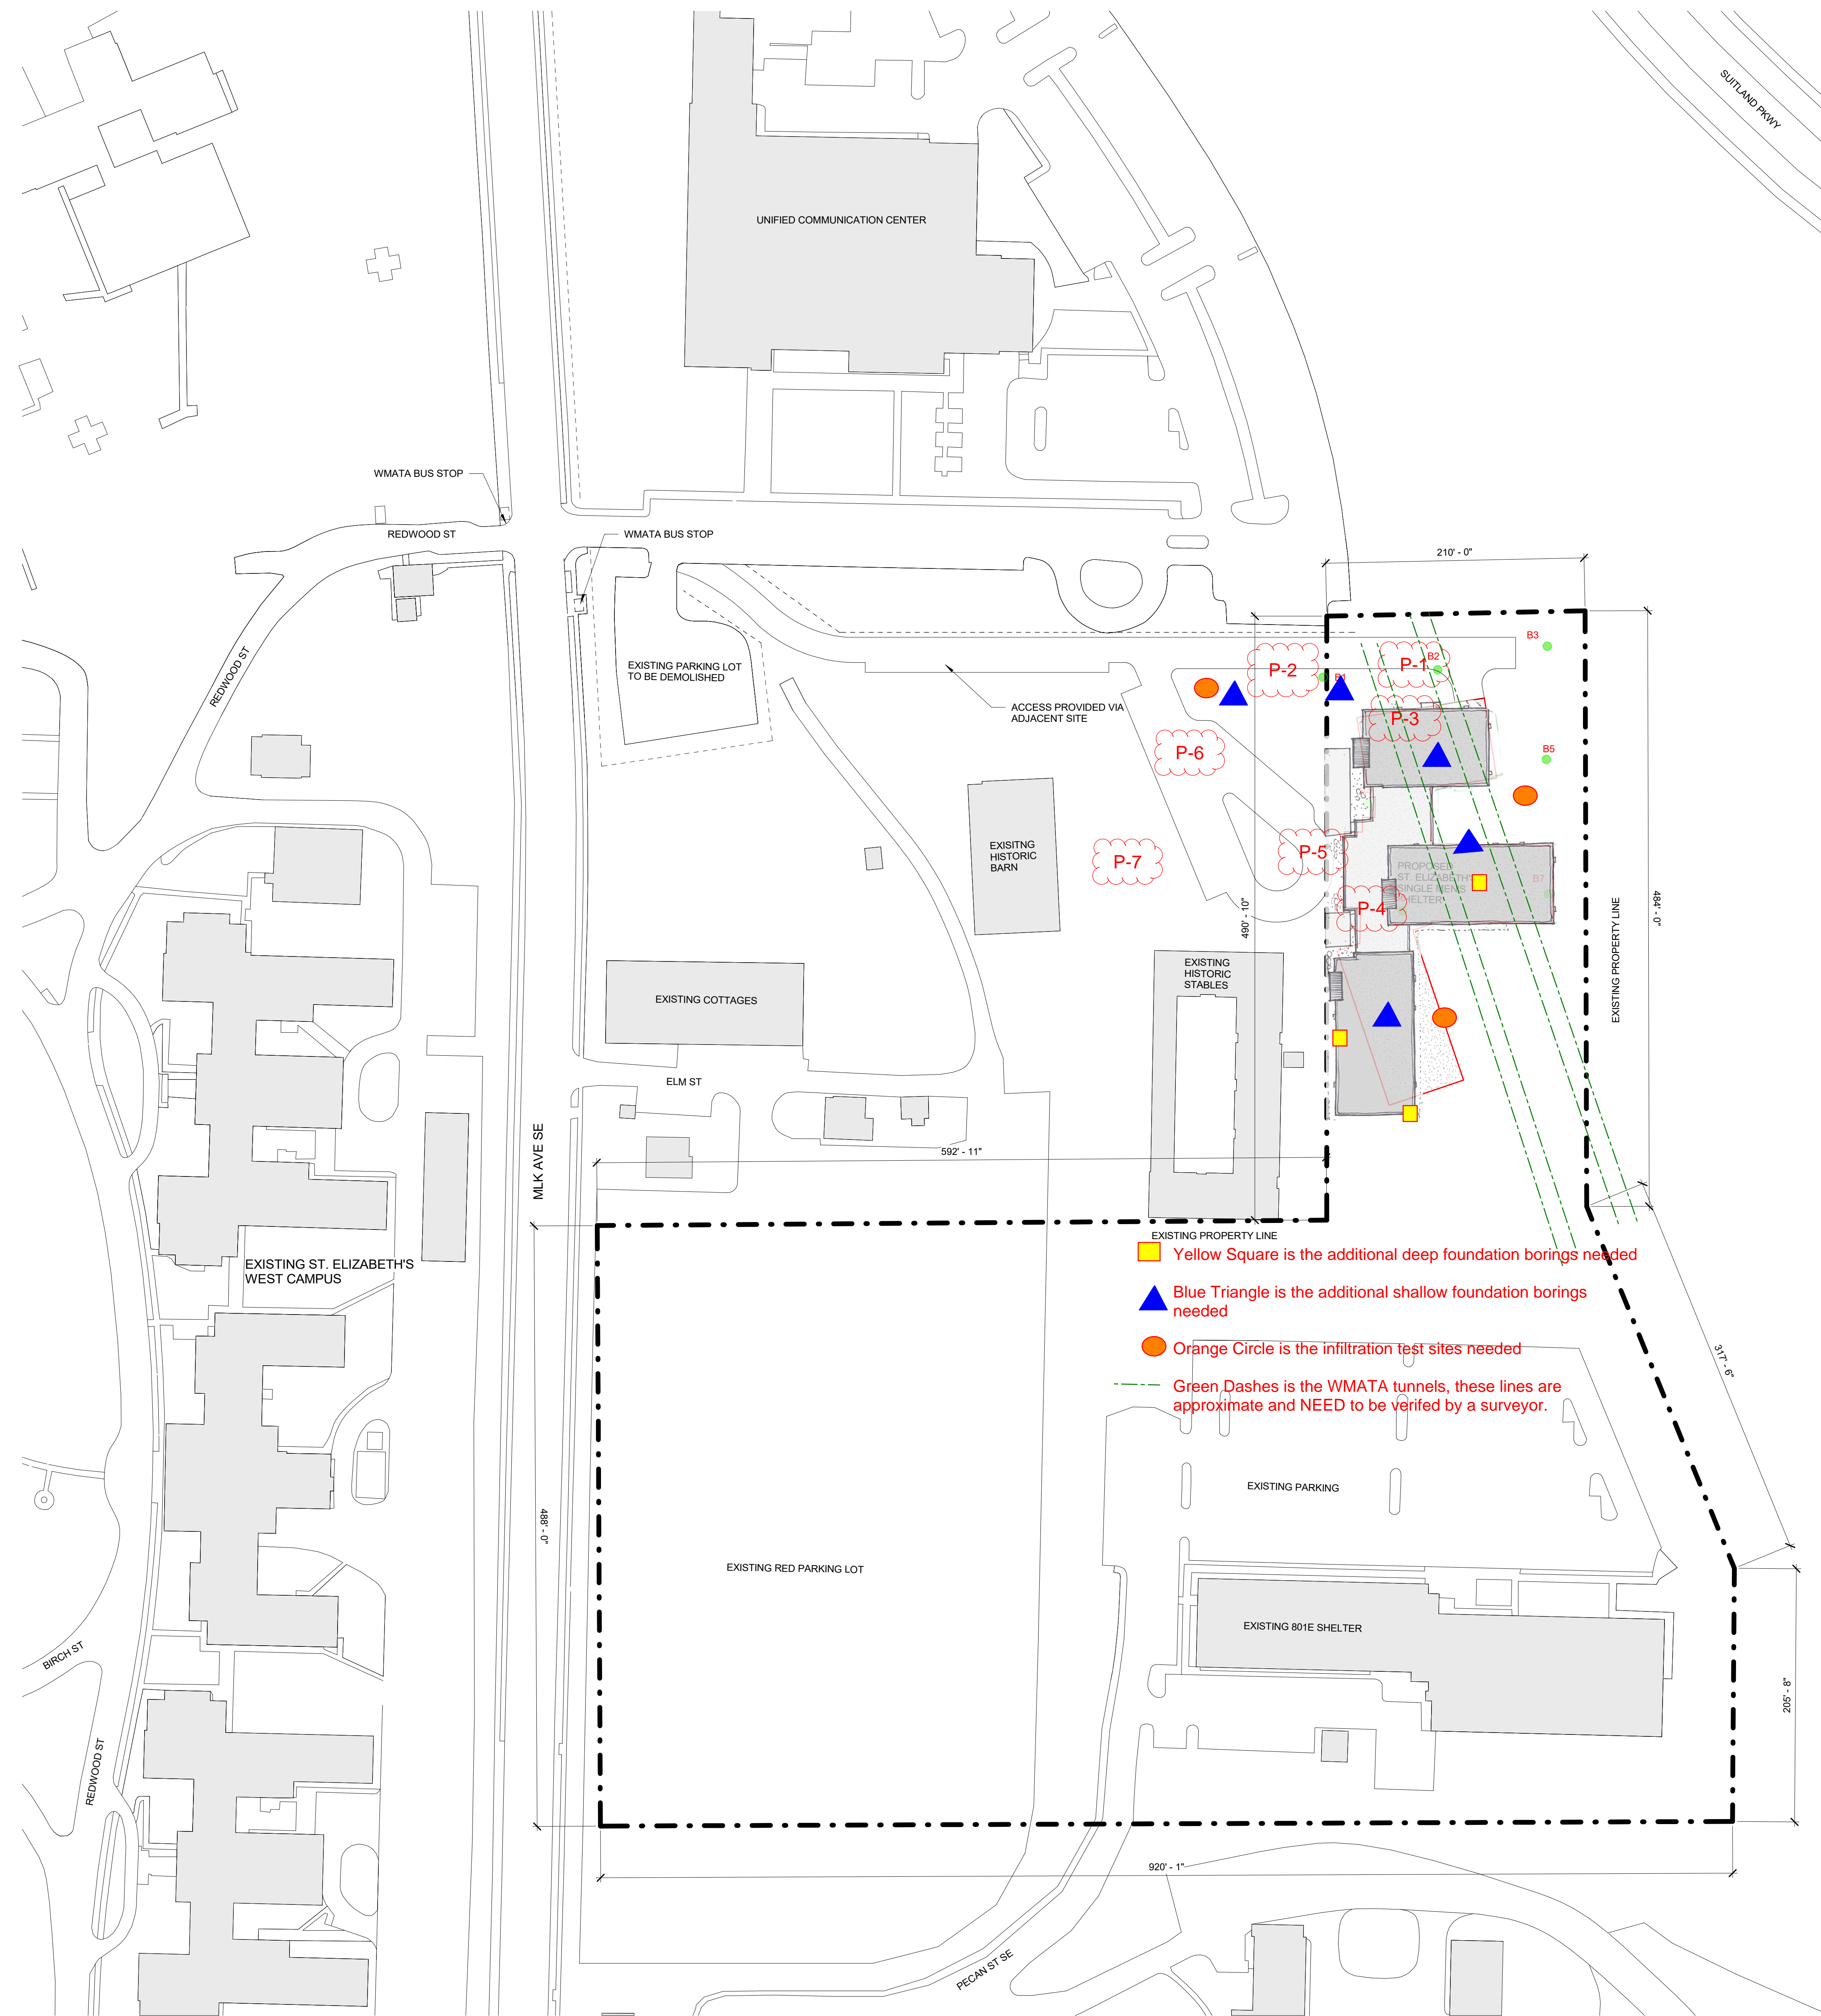 SUITLAND PKWY
UNIFIED COMMUNICATION CENTER
WMATA BUS STOP
REDWOOD ST
WMATA BUS STOP
210' - 0"
REDWOOD ST
EXISTING PARKING LOT
TO BE DEMOLISHED
ACCESS PROVIDED VIA
ADJACENT SITE
B3
B2
P-1
P-2
B1
P-3
B5
P-6
P-5
P-7
P-4
PROPOSED
ST. ELIZABETH'S
SINGLE MEN'S
SHELTER
B7
EXISITNG
HISTORIC
BARN
490' - 10"
484' - 0"
EXISTING PROPERTY LINE
EXISTING
HISTORIC
STABLES
EXISTING COTTAGES
ELM ST
MLK AVE SE
592' - 11"
EXISTING PROPERTY LINE
Yellow Square is the additional deep foundation borings needed
Blue Triangle is the additional shallow foundation borings
needed
Orange Circle is the infiltration test sites needed
Green Dashes is the WMATA tunnels, these lines are
approximate and NEED to be verifed by a surveyor.
EXISTING ST. ELIZABETH'S
WEST CAMPUS
317' - 6"
EXISTING PARKING
488' - 0"
EXISTING RED PARKING LOT
EXISTING 801E SHELTER
BIRCH ST
205' - 8"
REDWOOD ST
920' - 1"
PECAN ST SE